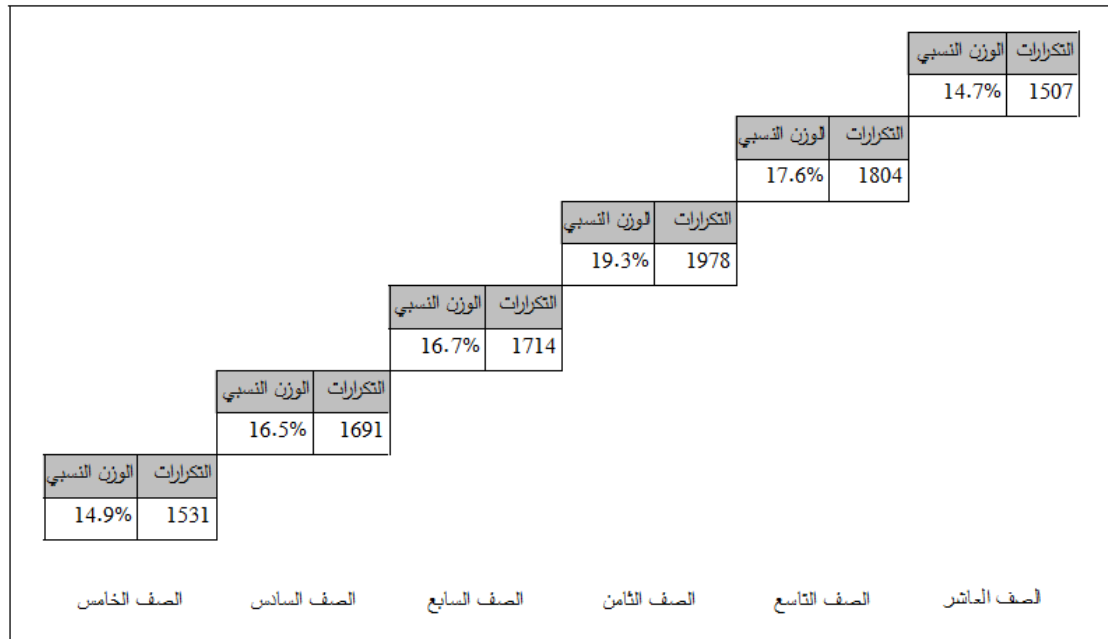 التكرارات الوزن النسبي
1507 14.7%
التكرارات الوزن النسبي
1804 17.6%
التكرارات الوزن النسبي
1978 19.3%
التكرارات الوزن النسبي
1714 16.7%
التكرارات الوزن النسبي
1691 16.5%
التكرارات الوزن النسبي
1531 14.9%
الصف العاشر الصف التاسع الصف الثامن الصف السابع الصف السادس الصف الخامس